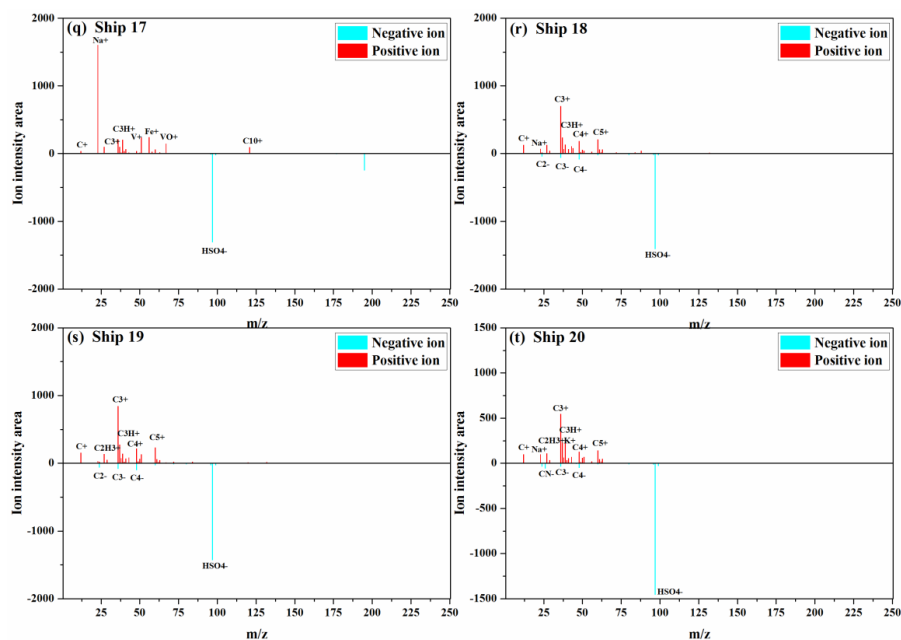 (q) Ship 17
Negative ion
Positive ion
Ion intensity area
2000
1000
0
-1000
-2000
Na+
C+
C3+
C3H+
V+
Fe+
VO+
C10+
HSO4-
25 50 75 100 125 150 175 200 225 250
m/z
(r) Ship 18
Negative ion
Positive ion
Ion intensity area
2000
1000
0
-1000
-2000
C3+
C3H+
C+
Na+
C4+
C5+
C2-
C3-
C4-
HSO4-
25 50 75 100 125 150 175 200 225 250
m/z
(s) Ship 19
Negative ion
Positive ion
Ion intensity area
2000
1000
0
-1000
-2000
C3+
C3H+
C+
C2H3+
C4+
C5+
C2-
C3-
C4-
HSO4-
25 50 75 100 125 150 175 200 225 250
m/z
(t) Ship 20
Negative ion
Positive ion
Ion intensity area
1500
1000
500
0
-500
-1000
-1500
C3+
C3H+
C2H3+K+
C+
Na+
C4+
C5+
CN-
C3-
C4-
HSO4-
25 50 75 100 125 150 175 200 225 250
m/z